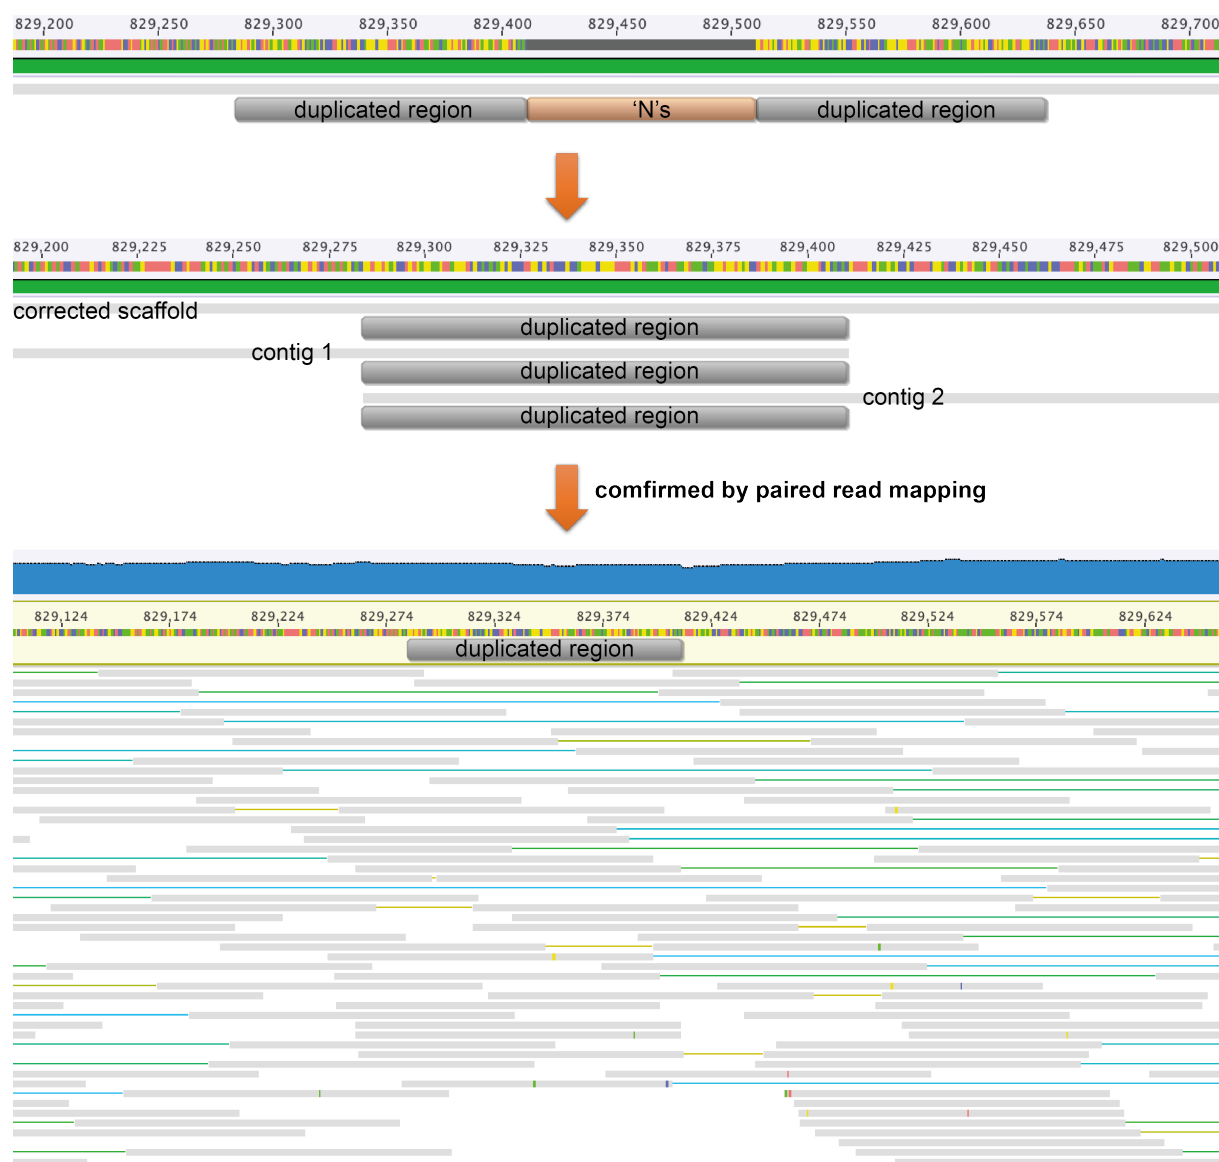 829,200 829,250 829,300 829,350 829,400 829,450 829,500 829,550 829,600 829,650 829,700
duplicated region ‘N’s duplicated region
829,200 829,225 829,250 829,275 829,300 829,325 829,350 829,375 829,400 829,425 829,450 829,475 829,500
corrected scaffold
duplicated region
contig 1
duplicated region
contig 2
duplicated region
comfirmed by paired read mapping
829,124 829,174 829,224 829,274 829,324 829,374 829,424 829,474 829,524 829,574 829,624
duplicated region